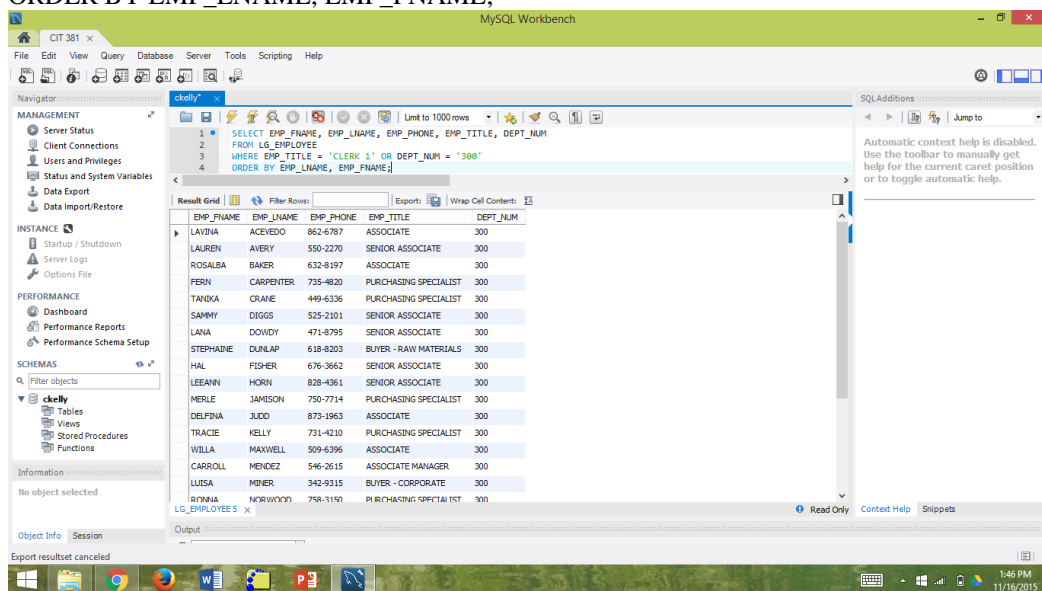 ORDER BY EMP_LNAME, EMP_FNAME;
MySQL Workbench
CIT 381 ×
File Edit View Query Database Server Tools Scripting Help
Navigator
MANAGEMENT
Server Status
Client Connections
Users and Privileges
Status and System Variables
Data Export
Data Import/Restore
INSTANCE
Startup / Shutdown
Server Logs
Options File
PERFORMANCE
Dashboard
Performance Reports
Performance Schema Setup
SCHEMAS
Filter objects
ckelly
Tables
Views
Stored Procedures
Functions
Information
No object selected
Object Info Session
ckelly* ×
Limit to 1000 rows
1 SELECT EMP_FNAME, EMP_LNAME, EMP_PHONE, EMP_TITLE, DEPT_NUM
2 FROM LG_EMPLOYEE
3 WHERE EMP_TITLE = 'CLERK 1' OR DEPT_NUM = '300'
4 ORDER BY EMP_LNAME, EMP_FNAME;
Result Grid Filter Rows: Export: Wrap Cell Content:
EMP_FNAME EMP_LNAME EMP_PHONE EMP_TITLE DEPT_NUM
LAVINA ACEVEDO 862-6787 ASSOCIATE 300
LAUREN AVERY 550-2270 SENIOR ASSOCIATE 300
ROSALBA BAKER 632-8197 ASSOCIATE 300
FERN CARPENTER 735-4820 PURCHASING SPECIALIST 300
TANIKA CRANE 449-6336 PURCHASING SPECIALIST 300
SAMMY DIGGS 525-2101 SENIOR ASSOCIATE 300
LANA DOWDY 471-8795 SENIOR ASSOCIATE 300
STEPHAINE DUNLAP 618-8203 BUYER - RAW MATERIALS 300
HAL FISHER 676-3662 SENIOR ASSOCIATE 300
LEEANN HORN 828-4361 SENIOR ASSOCIATE 300
MERLE JAMISON 750-7714 PURCHASING SPECIALIST 300
DELFINA JUDD 873-1963 ASSOCIATE 300
TRACIE KELLY 731-4210 PURCHASING SPECIALIST 300
WILLA MAXWELL 509-6396 ASSOCIATE 300
CARROLL MENDEZ 546-2615 ASSOCIATE MANAGER 300
LUISA MINER 342-9315 BUYER - CORPORATE 300
RONNA NORWOOD 758-3150 PURCHASING SPECIALIST 300
LG_EMPLOYEE 5 × Read Only
Output
SQLAdditions
Jump to
Automatic context help is disabled.
Use the toolbar to manually get
help for the current caret position
or to toggle automatic help.
Context Help Snippets
Export resultset canceled
1:46 PM
11/16/2015